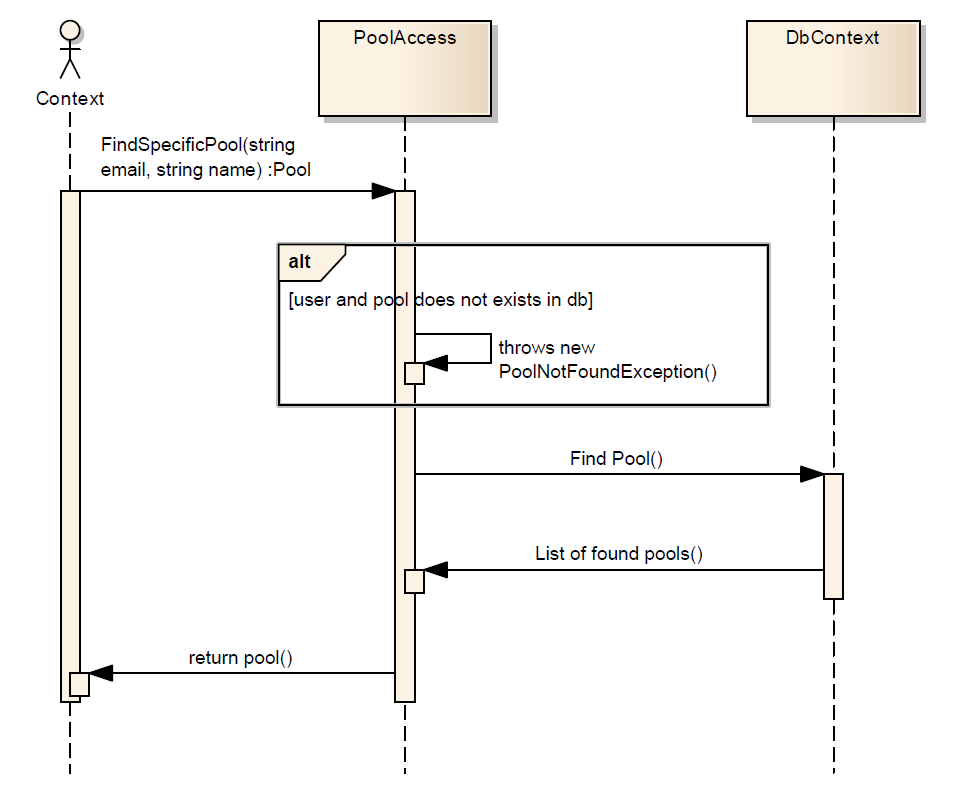 PoolAccess
DbContext
Context
FindSpecificPool(string
email, string name) :Pool
alt
[user and pool does not exists in db]
throws new
PoolNotFoundException()
Find Pool()
List of found pools()
return pool()